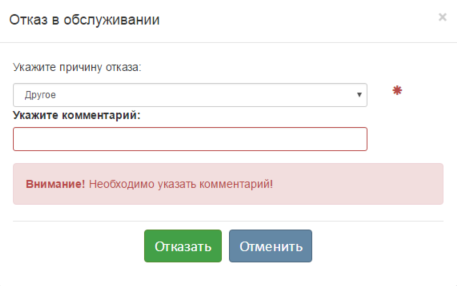 Отказ в обслуживании
×
Укажите причину отказа:
Другое
Укажите комментарий:
Внимание! Необходимо указать комментарий!
Отказать Отменить